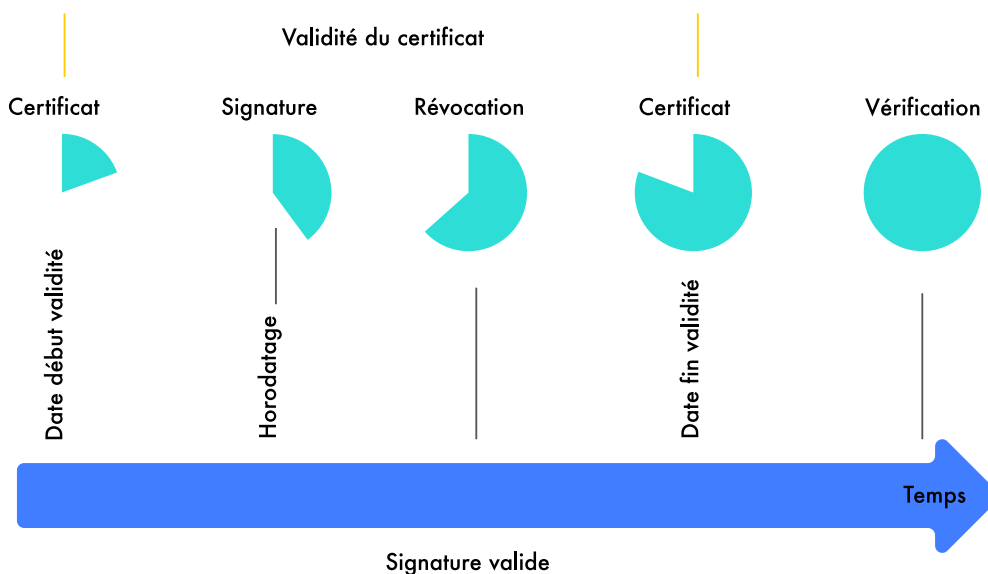 Validité du certificat
Certificat
Signature
Révocation
Certificat
Vérification
Date début validité
Horodatage
Date fin validité
Temps
Signature valide